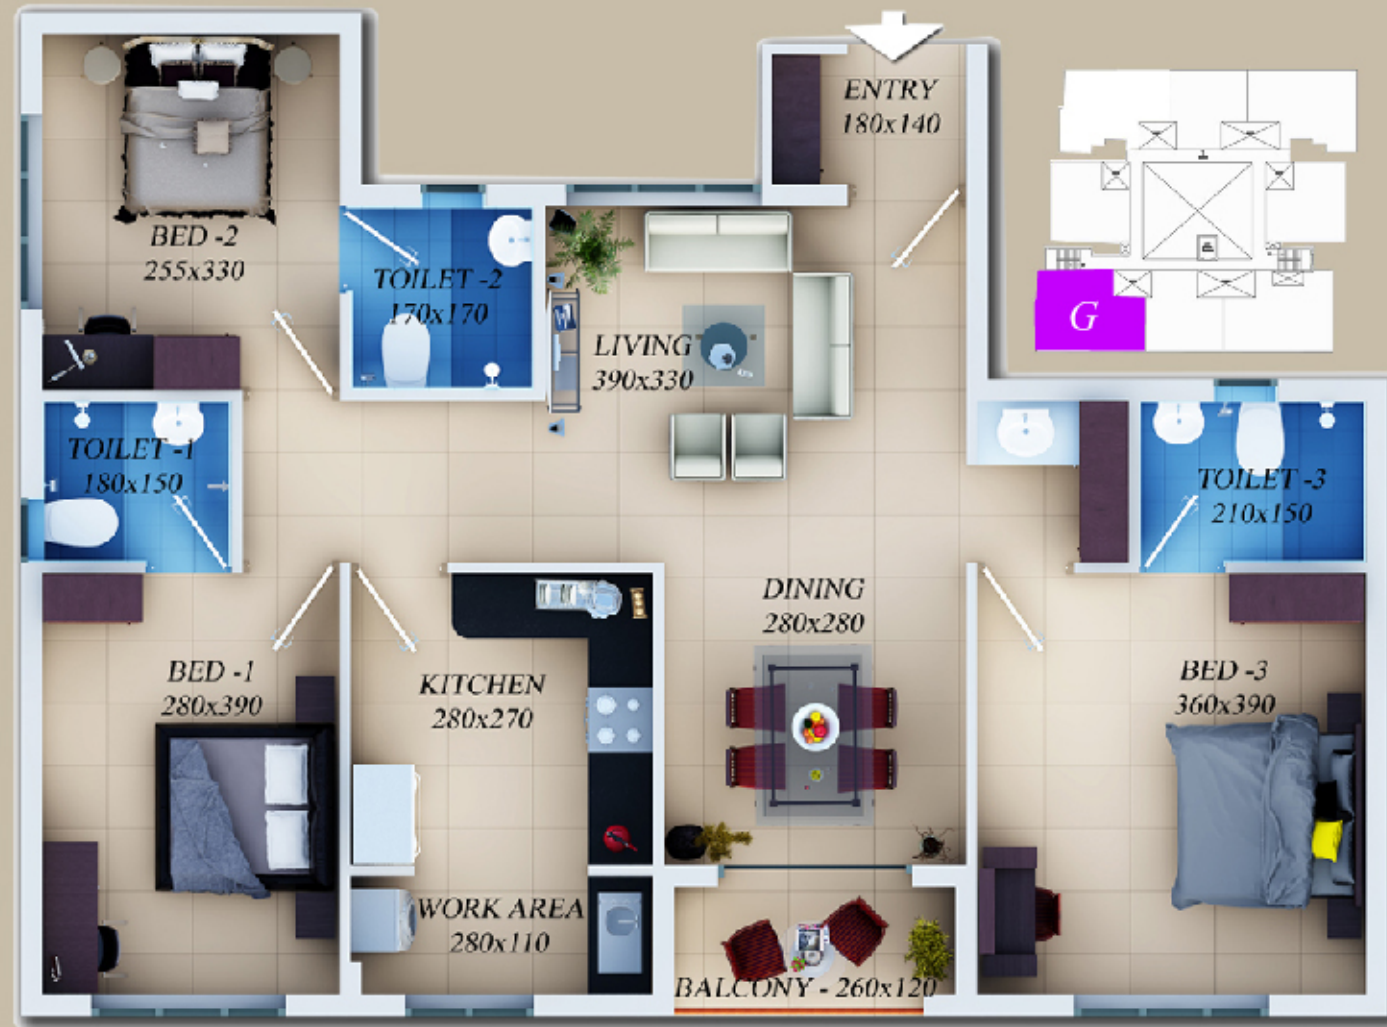 ENTRY
180x140
BED -2
255x330
TOILET -2
170x170
G
LIVING
390x330
TOILET -1
180x150
TOILET -3
210x150
DINING
280x280
BED -1
280x390
KITCHEN
280x270
BED -3
360x390
WORK AREA
280x110
BALCONY - 260x120